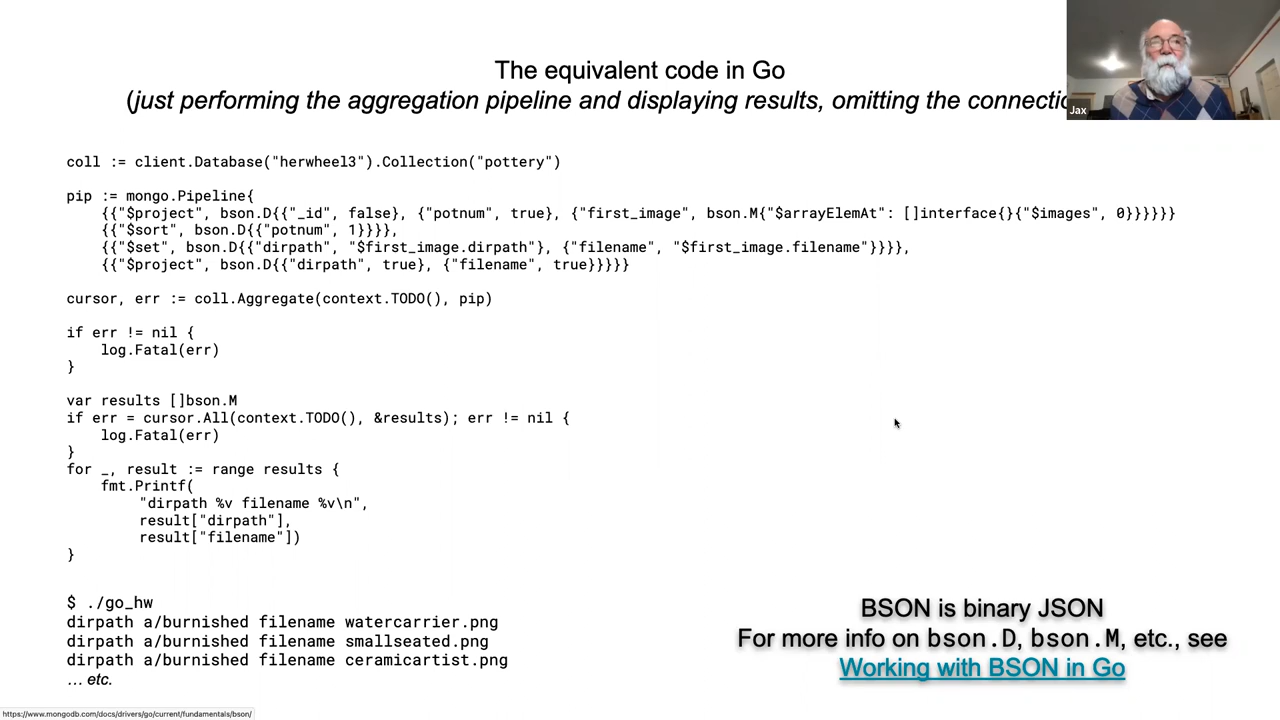 The equivalent code in Go
(just performing the aggregation pipeline and displaying results, omitting the
Jax
coll := client.Database("herwheel3").Collection("pottery")
pip := mongo.Pipeline{
{{"$project", bson.D{{"_id", false}, {"potnum", true}, {"first_image", bson.M{"$arrayElemAt": []interface{}{"$images", 0}}}}}}
{{"$sort", bson.D{{"potnum", 1}}}},
{{"$set", bson.D{{"dirpath", "$first_image.dirpath"}, {"filename", "$first_image.filename"}}}},
{{"$project", bson.D{{"dirpath", true}, {"filename", true}}}}}
cursor, err := coll.Aggregate(context.TODO(), pip)
if err != nil {
log.Fatal(err)
}
var results []bson.M
if err = cursor.All(context.TODO(), &results); err != nil {
log.Fatal(err)
}
for _, result := range results {
fmt.Printf(
"dirpath %v filename %v\n",
result["dirpath"],
result["filename"])
}
$ ./go_hw
dirpath a/burnished filename watercarrier.png
dirpath a/burnished filename smallseated.png
dirpath a/burnished filename ceramicartist.png
… etc.
BSON is binary JSON
For more info on bson.D, bson.M, etc., see
Working with BSON in Go
https://www.mongodb.com/docs/drivers/go/current/fundamentals/bson/